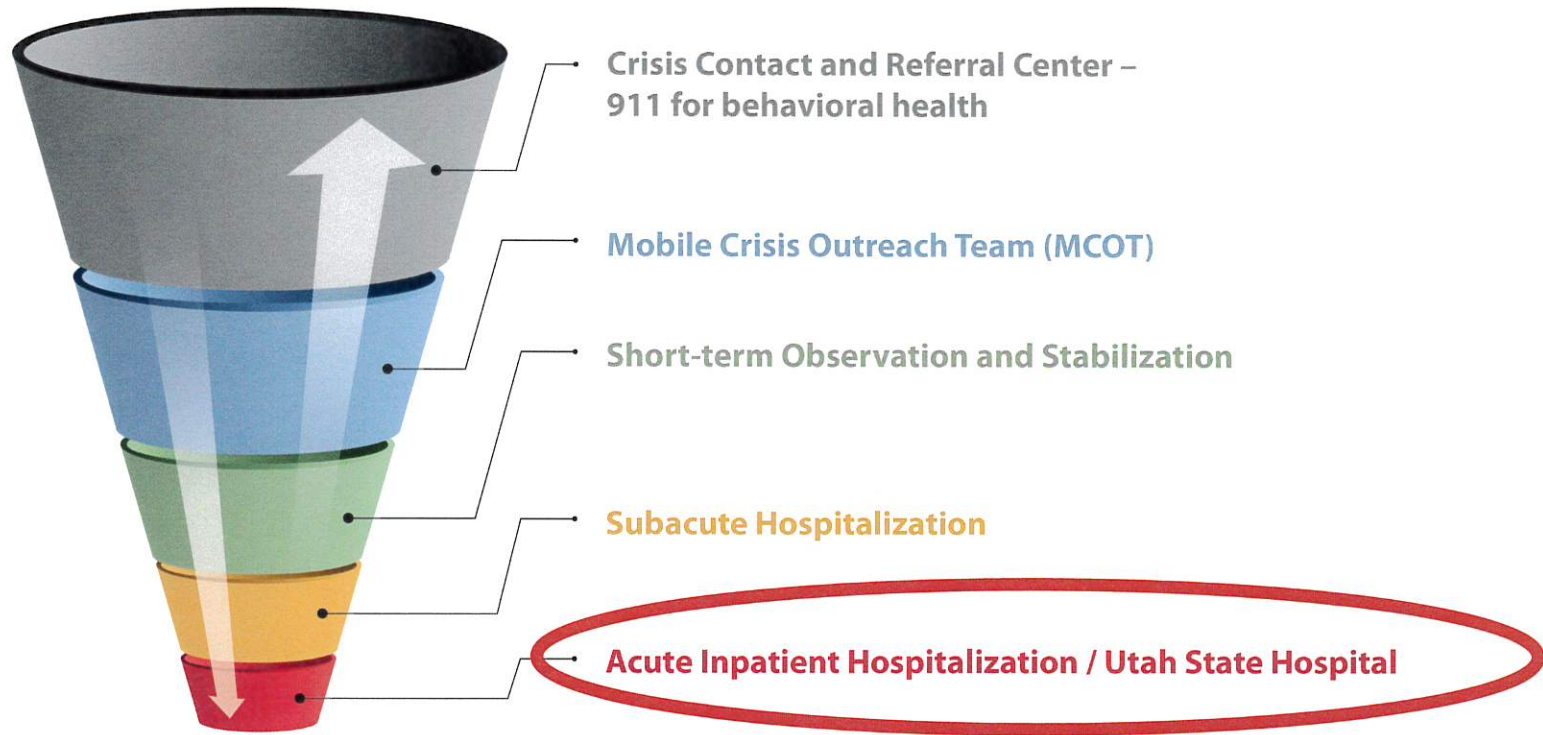 Crisis Contact and Referral Center –
911 for behavioral health
Mobile Crisis Outreach Team (MCOT)
Short-term Observation and Stabilization
Subacute Hospitalization
Acute Inpatient Hospitalization / Utah State Hospital